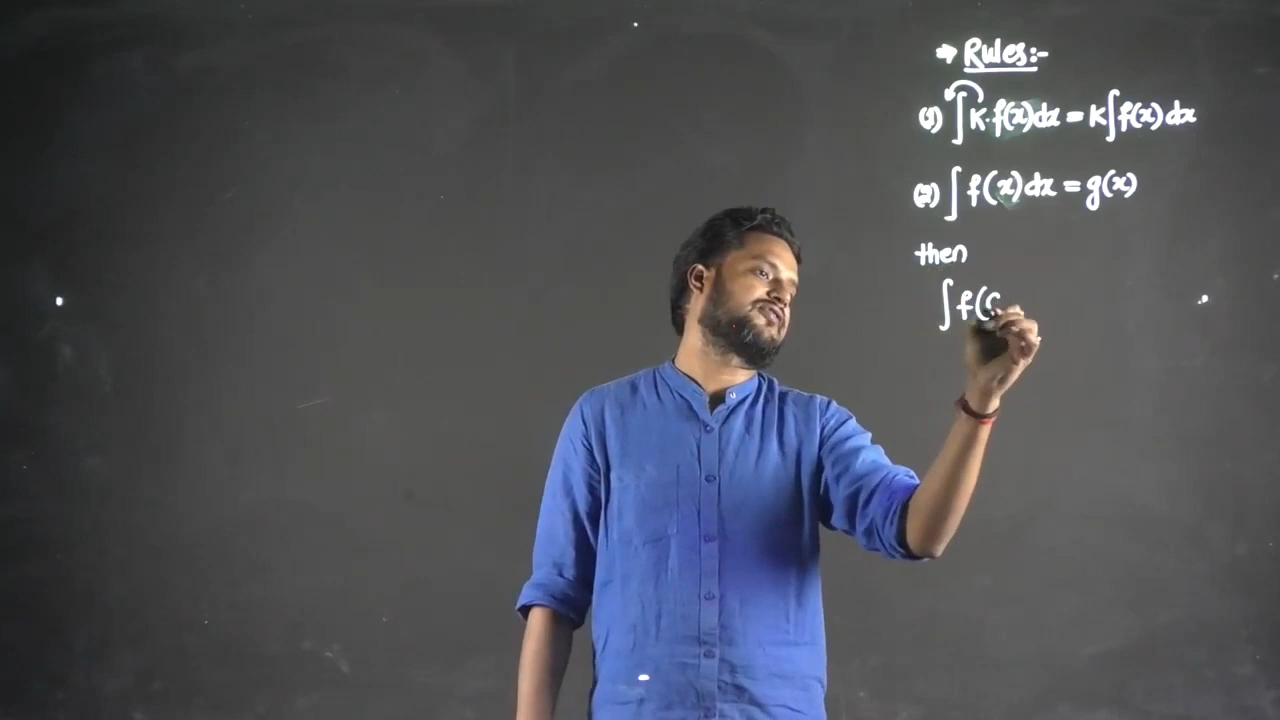 ⇒ Rules:-
(1) ∫K·f(x)dx = K∫f(x)dx
(2) ∫f(x)dx = g(x)
then
∫f(